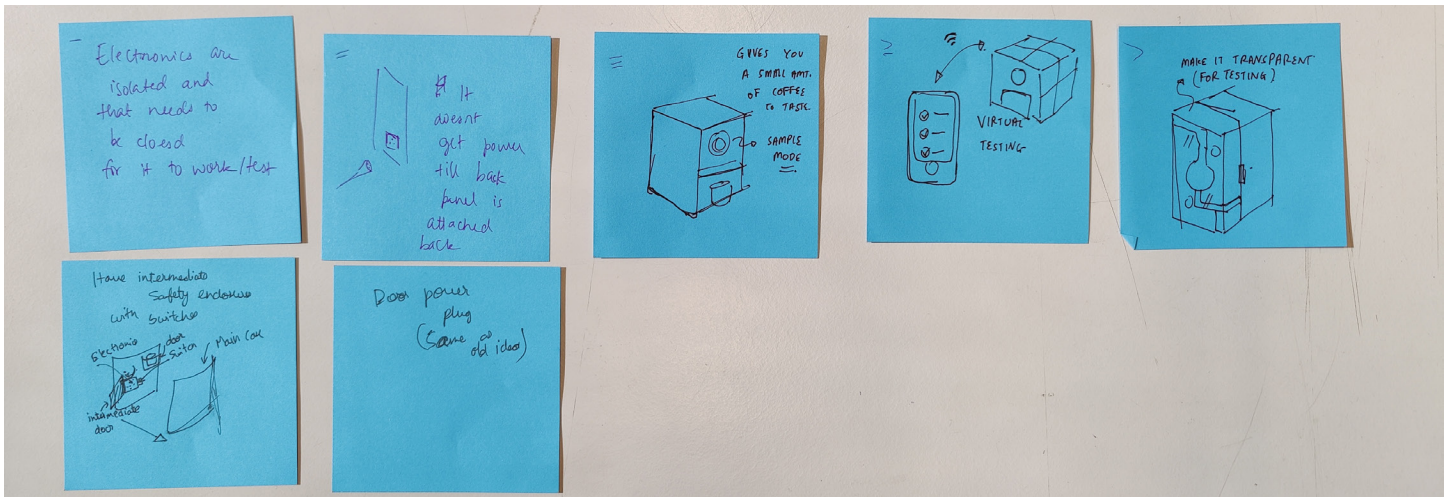 Electronics are
isolated and
that needs to
be closed
for it to work/test
It
doesnt
get power
till back
panel is
attached
back
GIVES YOU
A SMALL AMT.
OF COFFEE
TO TASTE.
SAMPLE
MODE
VIRTUAL
TESTING
MAKE IT TRANSPARENT
(FOR TESTING)
Have intermediate
Safety enclosure
with switches
Electronic
door
Switch
Main Case
intermediate
door
Door power
plug
(Same as
old idea)